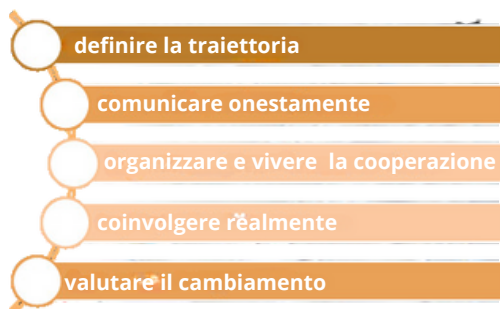 definire la traiettoria
comunicare onestamente
organizzare e vivere la cooperazione
coinvolgere realmente
valutare il cambiamento